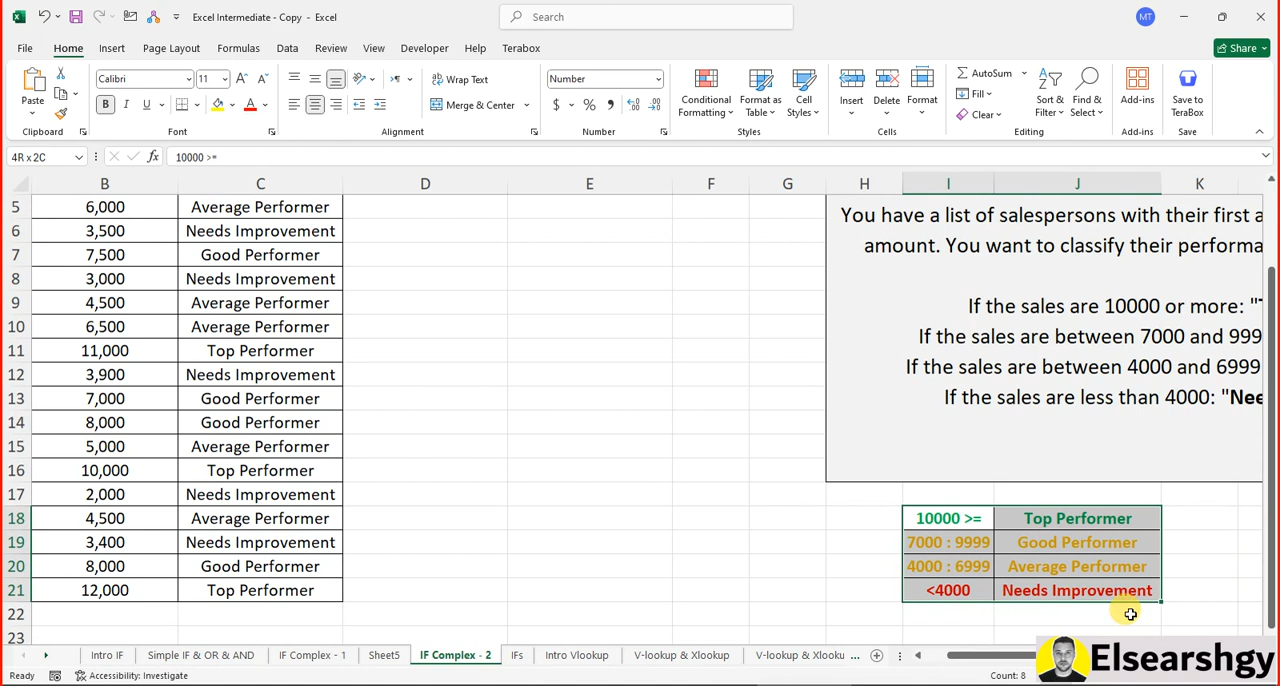 Excel Intermediate - Copy - Excel
Search
MT
File Home Insert Page Layout Formulas Data Review View Developer Help Terabox
Share
Paste
Calibri 11 A^ A˅
B I U A
Wrap Text
Merge & Center
Number
$ % ,
Conditional Formatting
Format as Table
Cell Styles
Insert Delete Format
AutoSum
Fill
Clear
Sort & Filter
Find & Select
Add-ins
Save to TeraBox
Clipboard Font Alignment Number Styles Cells Editing Add-ins Save
4R x 2C fx 10000 >=
B C D E F G H I J K
5 6,000 Average Performer
6 3,500 Needs Improvement
7 7,500 Good Performer
8 3,000 Needs Improvement
9 4,500 Average Performer
10 6,500 Average Performer
11 11,000 Top Performer
12 3,900 Needs Improvement
13 7,000 Good Performer
14 8,000 Good Performer
15 5,000 Average Performer
16 10,000 Top Performer
17 2,000 Needs Improvement
18 4,500 Average Performer
19 3,400 Needs Improvement
20 8,000 Good Performer
21 12,000 Top Performer
22
23
You have a list of salespersons with their first a
amount. You want to classify their performa
If the sales are 10000 or more: "T
If the sales are between 7000 and 999
If the sales are between 4000 and 6999
If the sales are less than 4000: "Nee
10000 >= Top Performer
7000 : 9999 Good Performer
4000 : 6999 Average Performer
<4000 Needs Improvement
Intro IF Simple IF & OR & AND IF Complex - 1 Sheet5 IF Complex - 2 IFs Intro Vlookup V-lookup & Xlookup V-lookup & Xlooku ...
Ready Accessibility: Investigate Count: 8
Elsearshgy